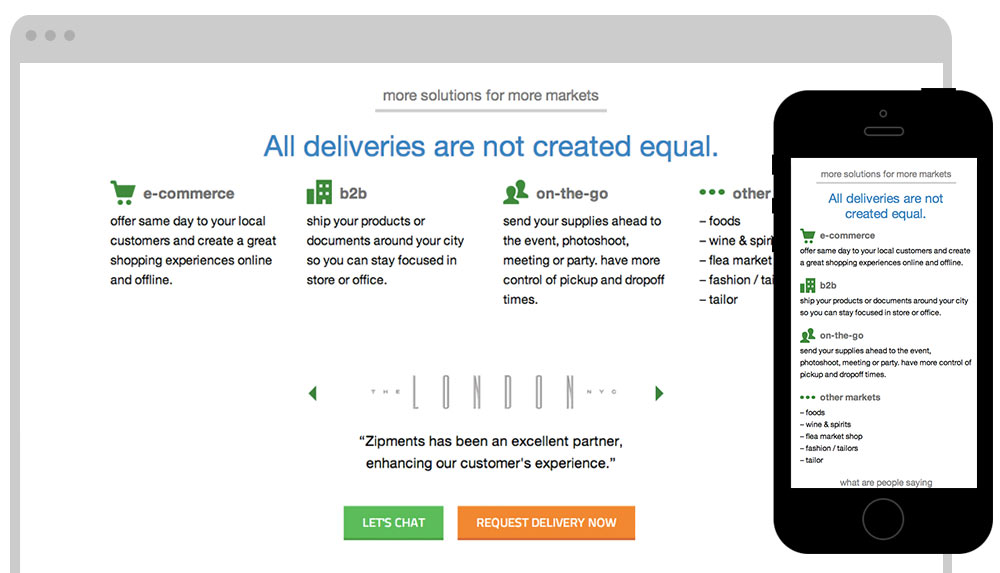 more solutions for more markets
All deliveries are not created equal.
e-commerce
offer same day to your local
customers and create a great
shopping experiences online
and offline.
b2b
ship your products or
documents around your city
so you can stay focused in
store or office.
on-the-go
send your supplies ahead to
the event, photoshoot,
meeting or party. have more
control of pickup and dropoff
times.
other
– foods
– wine & spiri
– flea market
– fashion / tai
– tailor
THE LONDON NYC
“Zipments has been an excellent partner,
enhancing our customer's experience.”
LET'S CHAT
REQUEST DELIVERY NOW
more solutions for more markets
All deliveries are not
created equal.
e-commerce
offer same day to your local customers and create
a great shopping experiences online and offline.
b2b
ship your products or documents around your city
so you can stay focused in store or office.
on-the-go
send your supplies ahead to the event,
photoshoot, meeting or party. have more control of
pickup and dropoff times.
other markets
– foods
– wine & spirits
– flea market shop
– fashion / tailors
– tailor
what are people saying